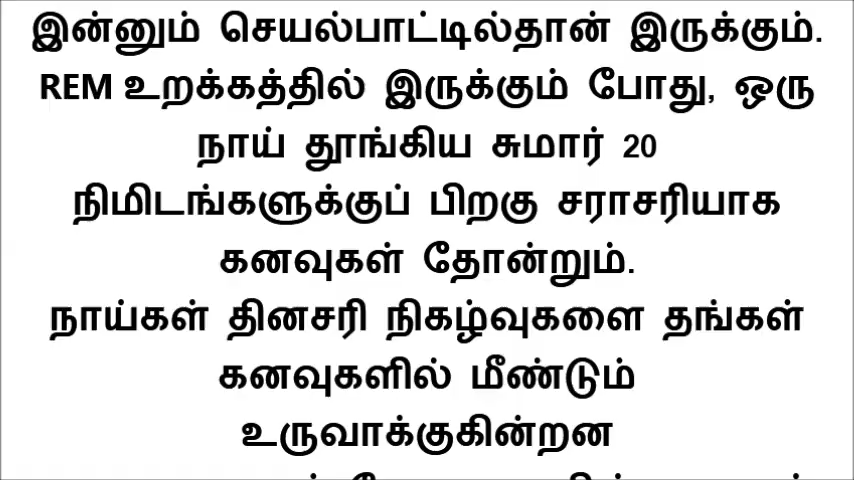 இன்னும் செயல்பாட்டில்தான் இருக்கும்.
REM உறக்கத்தில் இருக்கும் போது, ஒரு
நாய் தூங்கிய சுமார் 20
நிமிடங்களுக்குப் பிறகு சராசரியாக
கனவுகள் தோன்றும்.
நாய்கள் தினசரி நிகழ்வுகளை தங்கள்
கனவுகளில் மீண்டும்
உருவாக்குகின்றன